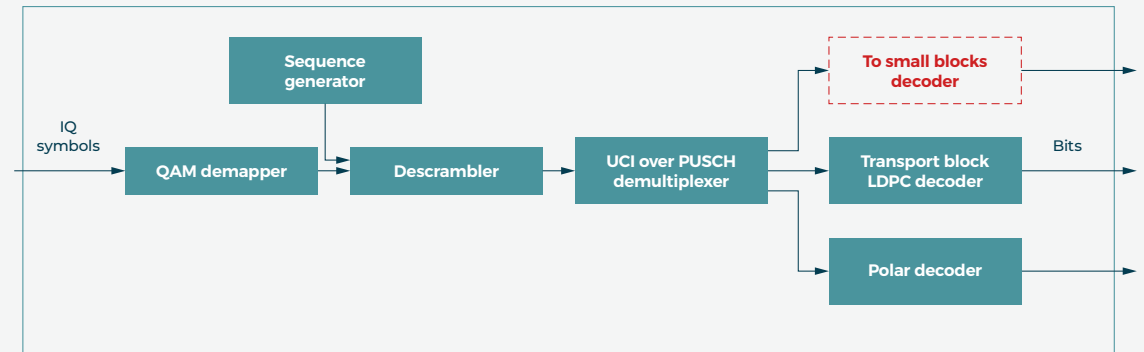 Sequence
generator
To small blocks
decoder
IQ
symbols
QAM demapper
Descrambler
UCI over PUSCH
demultiplexer
Transport block
LDPC decoder
Bits
Polar decoder